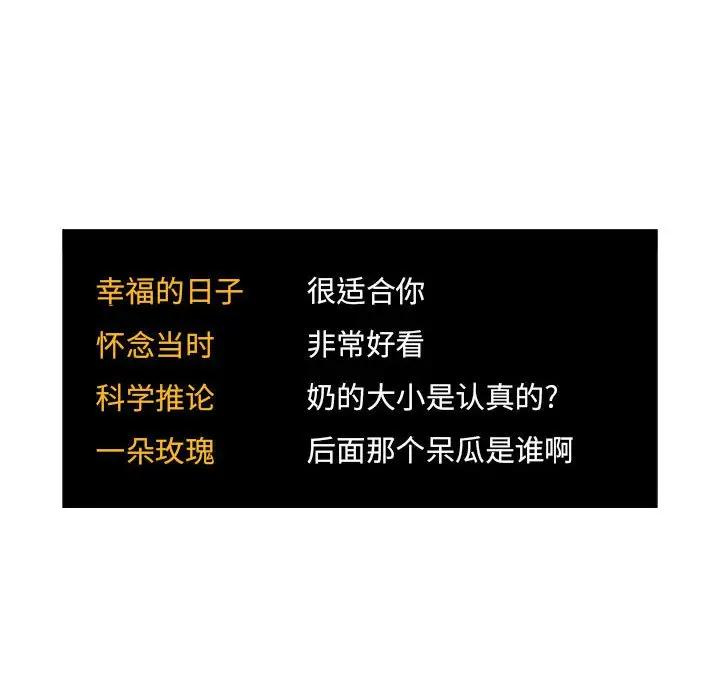 幸福的日子 很适合你
怀念当时 非常好看
科学推论 奶的大小是认真的?
一朵玫瑰 后面那个呆瓜是谁啊